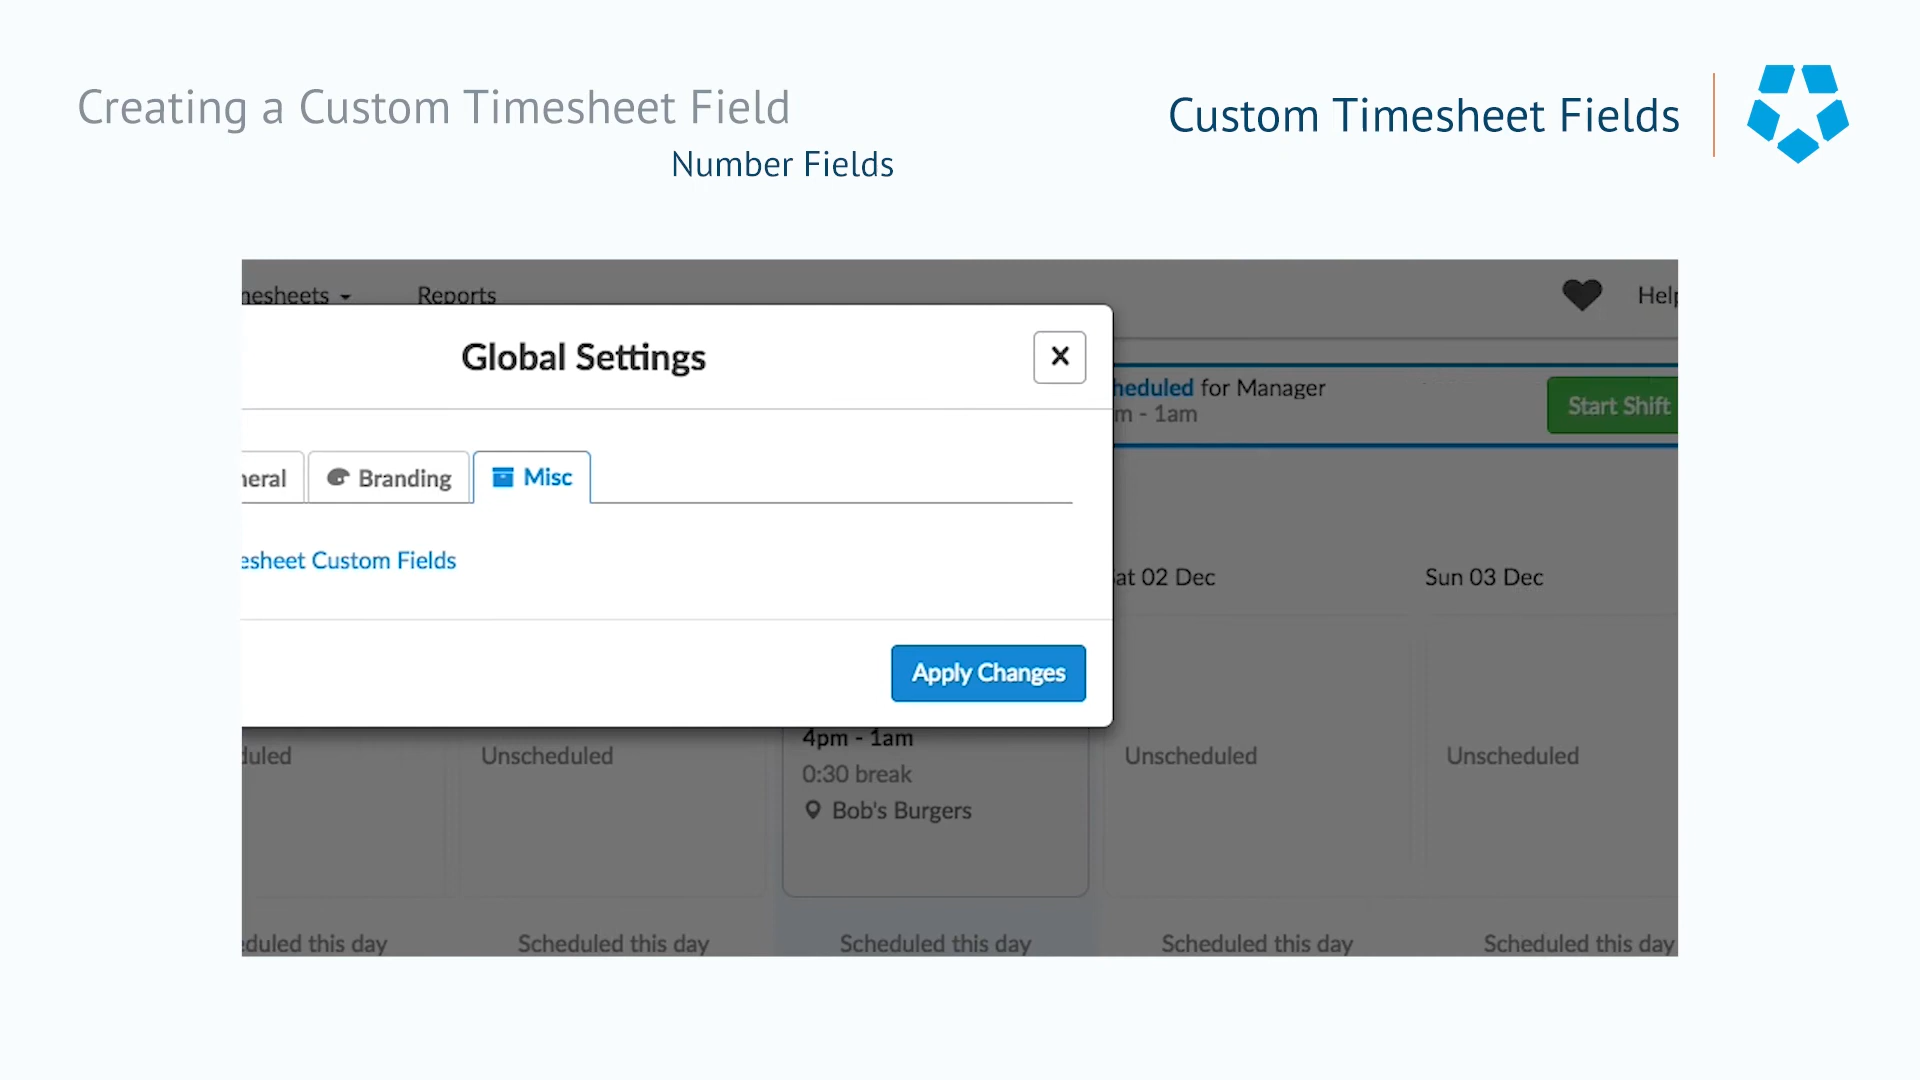 Creating a Custom Timesheet Field
Custom Timesheet Fields
Number Fields
nesheets
Reports
Help
Global Settings
heduled for Manager
m - 1am
Start Shift
neral
Branding
Misc
esheet Custom Fields
at 02 Dec
Sun 03 Dec
Apply Changes
duled
Unscheduled
4pm - 1am
0:30 break
Bob's Burgers
Unscheduled
Unscheduled
eduled this day
Scheduled this day
Scheduled this day
Scheduled this day
Scheduled this day